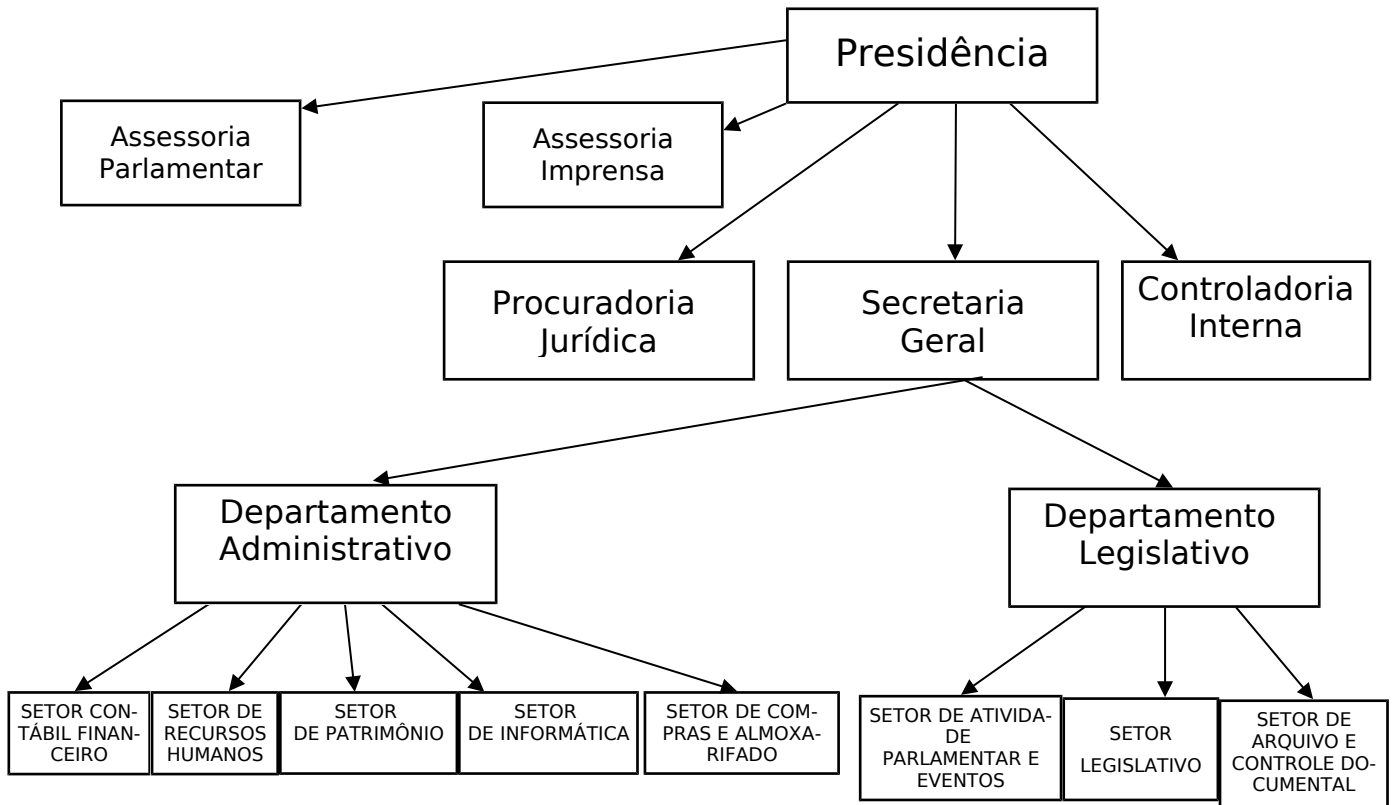 Presidência
Assessoria
Parlamentar
Assessoria
Imprensa
Procuradoria
Jurídica
Secretaria
Geral
Controladoria
Interna
Departamento
Administrativo
Departamento
Legislativo
SETOR CON-
TÁBIL FINAN-
CEIRO
SETOR DE
RECURSOS
HUMANOS
SETOR
DE PATRIMÔNIO
SETOR
DE INFORMÁTICA
SETOR DE COM-
PRAS E ALMOXA-
RIFADO
SETOR DE ATIVIDA-
DE
PARLAMENTAR E
EVENTOS
SETOR
LEGISLATIVO
SETOR DE
ARQUIVO E
CONTROLE DO-
CUMENTAL